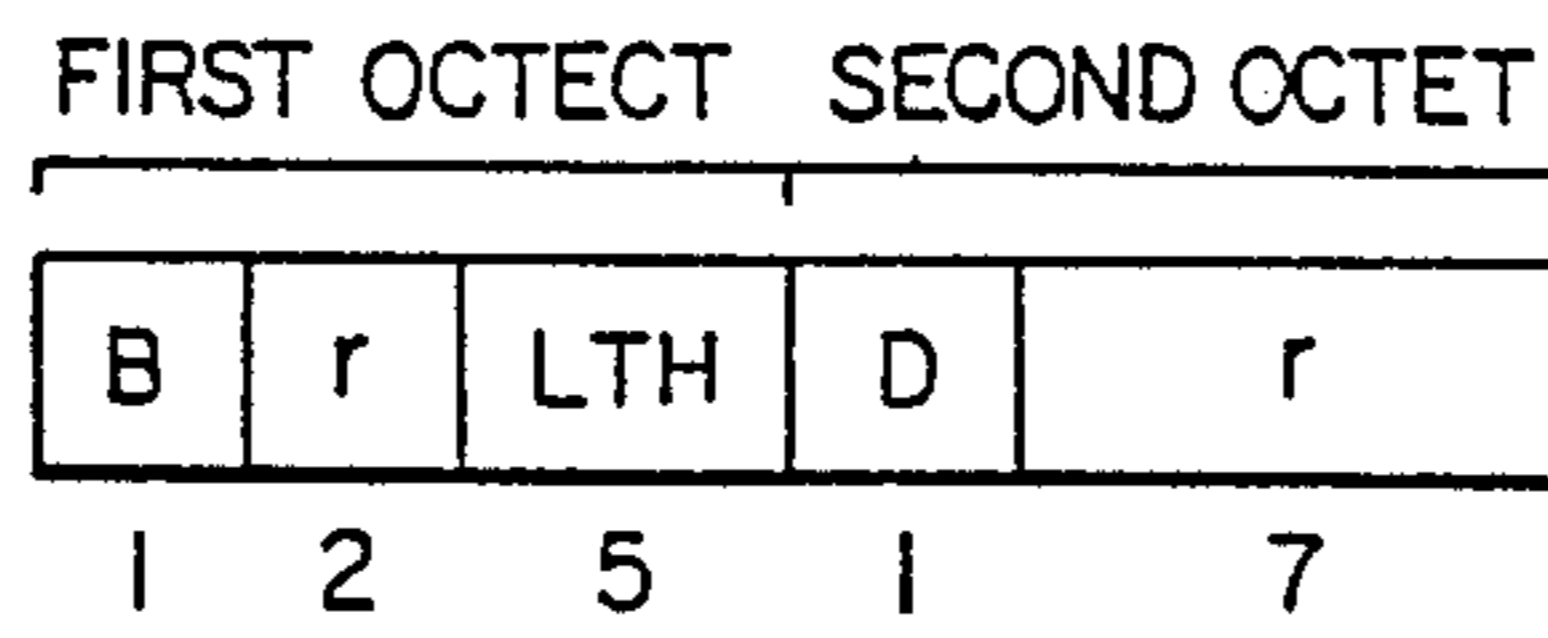 FIRST OCTECT SECOND OCTET
B r LTH D r
1 2 5 1 7